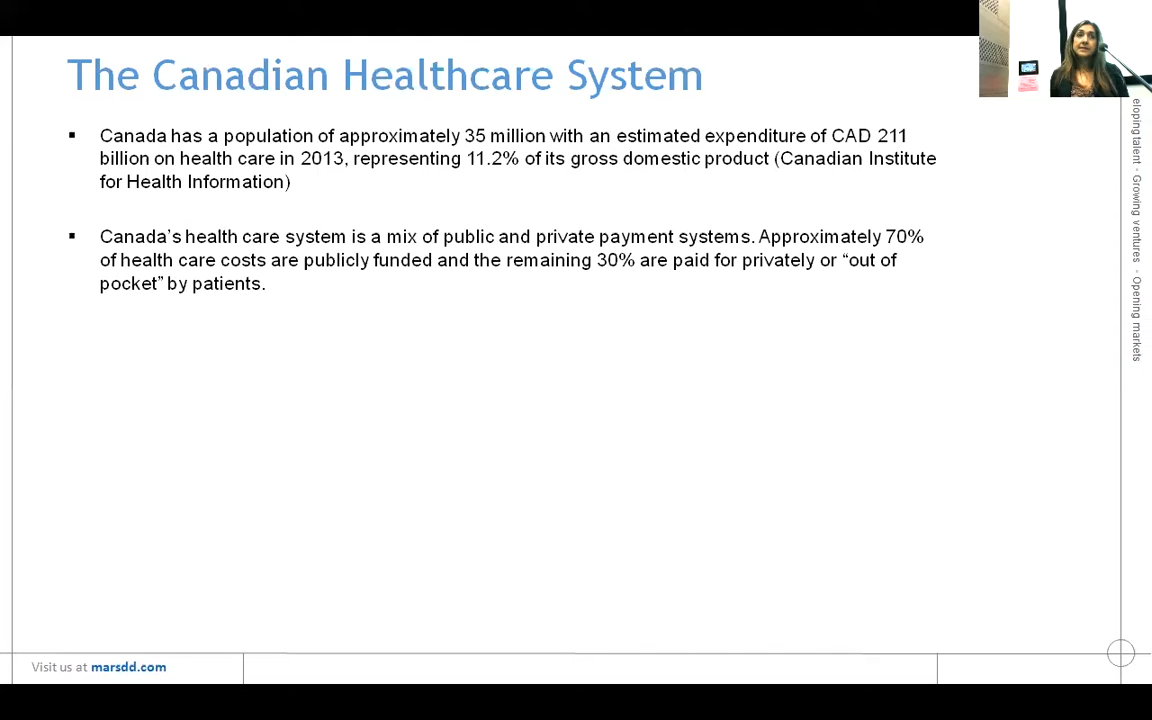 The Canadian Healthcare System
▪ Canada has a population of approximately 35 million with an estimated expenditure of CAD 211
billion on health care in 2013, representing 11.2% of its gross domestic product (Canadian Institute
for Health Information)
▪ Canada’s health care system is a mix of public and private payment systems. Approximately 70%
of health care costs are publicly funded and the remaining 30% are paid for privately or “out of
pocket” by patients.
eloping talent - Growing ventures - Opening markets
Visit us at marsdd.com